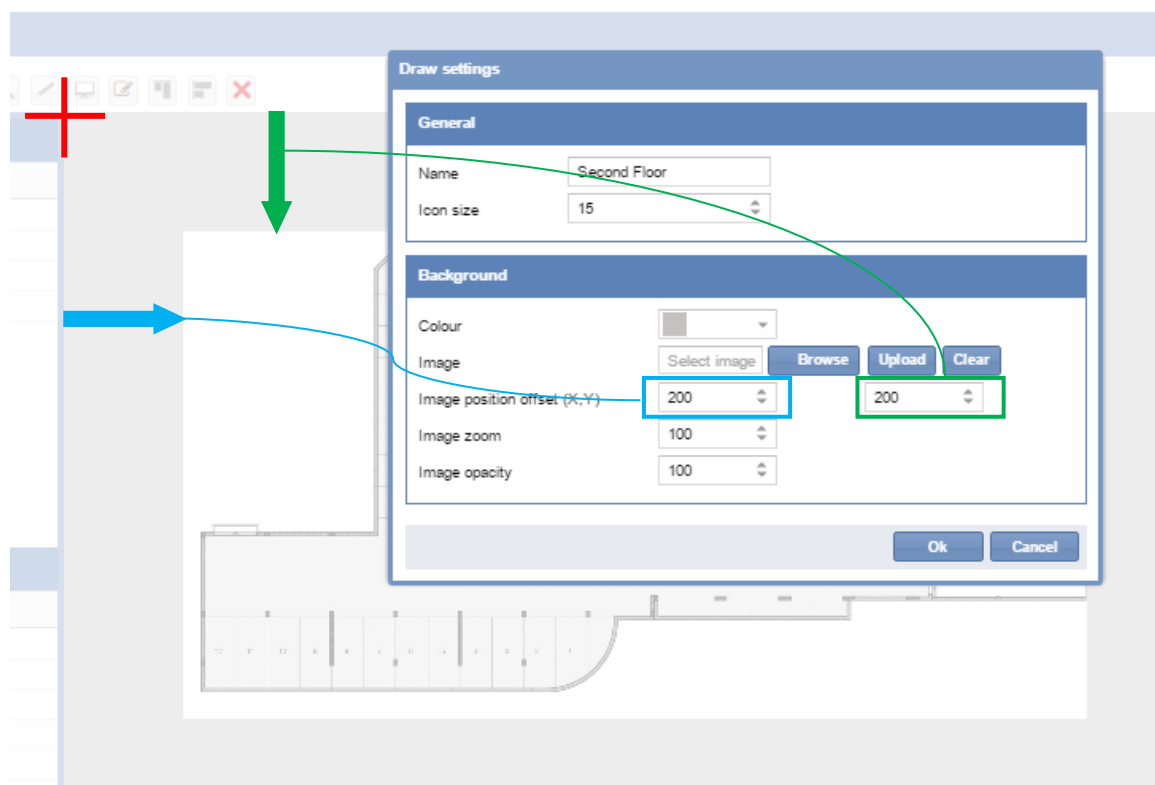 Draw settings
General
Name Second Floor
Icon size 15
Background
Colour
Image Select image Browse Upload Clear
Image position offset (X,Y) 200 200
Image zoom 100
Image opacity 100
Ok Cancel